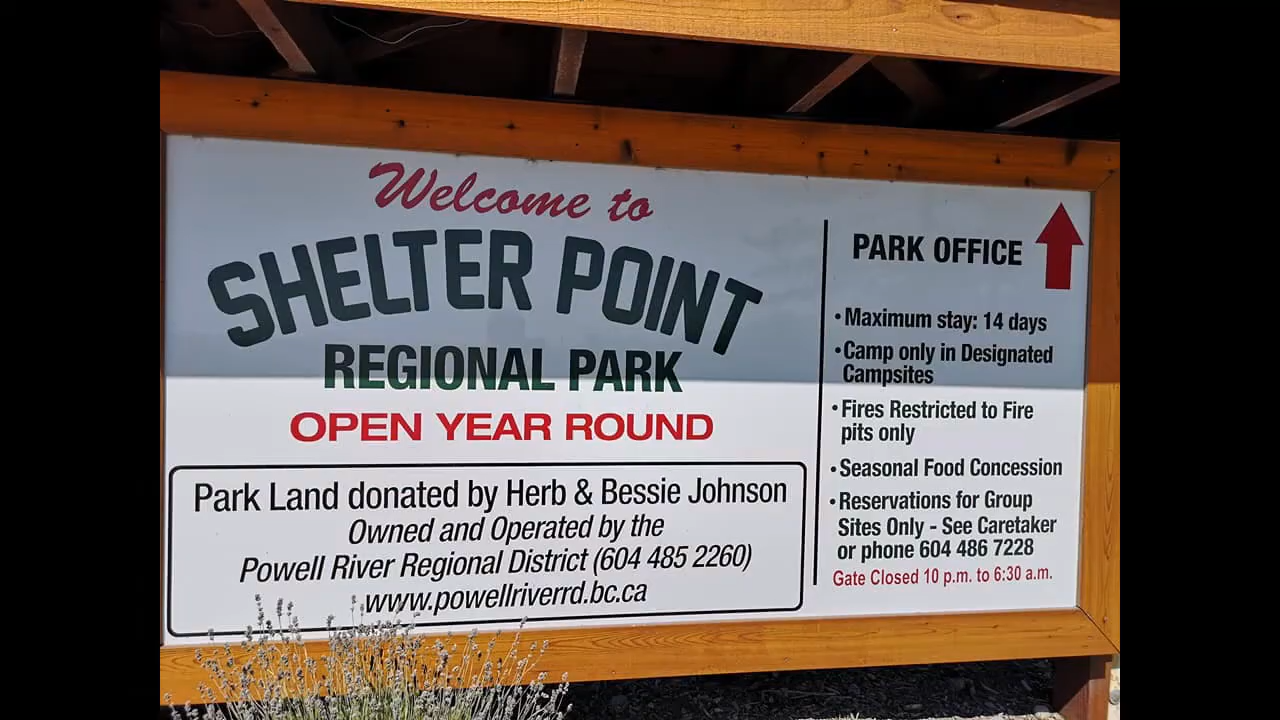 Welcome to
SHELTER POINT
REGIONAL PARK
OPEN YEAR ROUND
Park Land donated by Herb & Bessie Johnson
Owned and Operated by the
Powell River Regional District (604 485 2260)
www.powellriverrd.bc.ca
PARK OFFICE
• Maximum stay: 14 days
• Camp only in Designated
Campsites
• Fires Restricted to Fire
pits only
• Seasonal Food Concession
• Reservations for Group
Sites Only - See Caretaker
or phone 604 486 7228
Gate Closed 10 p.m. to 6:30 a.m.